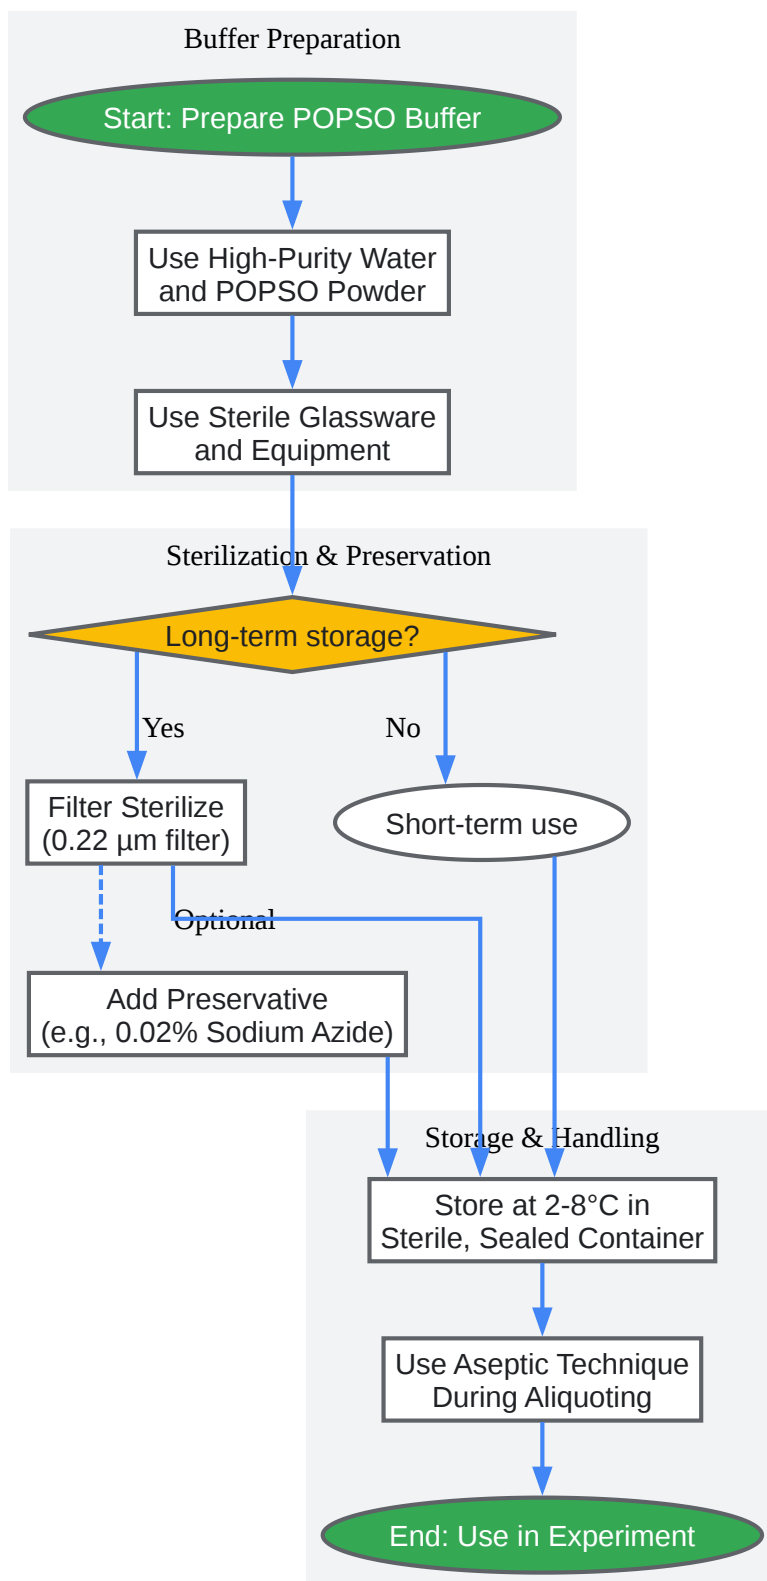 Buffer Preparation
Start: Prepare POPSO Buffer
Use High-Purity Water
and POPSO Powder
Use Sterile Glassware
and Equipment
Sterilization & Preservation
Long-term storage?
Yes
No
Filter Sterilize
(0.22 µm filter)
Short-term use
Optional
Add Preservative
(e.g., 0.02% Sodium Azide)
Storage & Handling
Store at 2-8°C in
Sterile, Sealed Container
Use Aseptic Technique
During Aliquoting
End: Use in Experiment